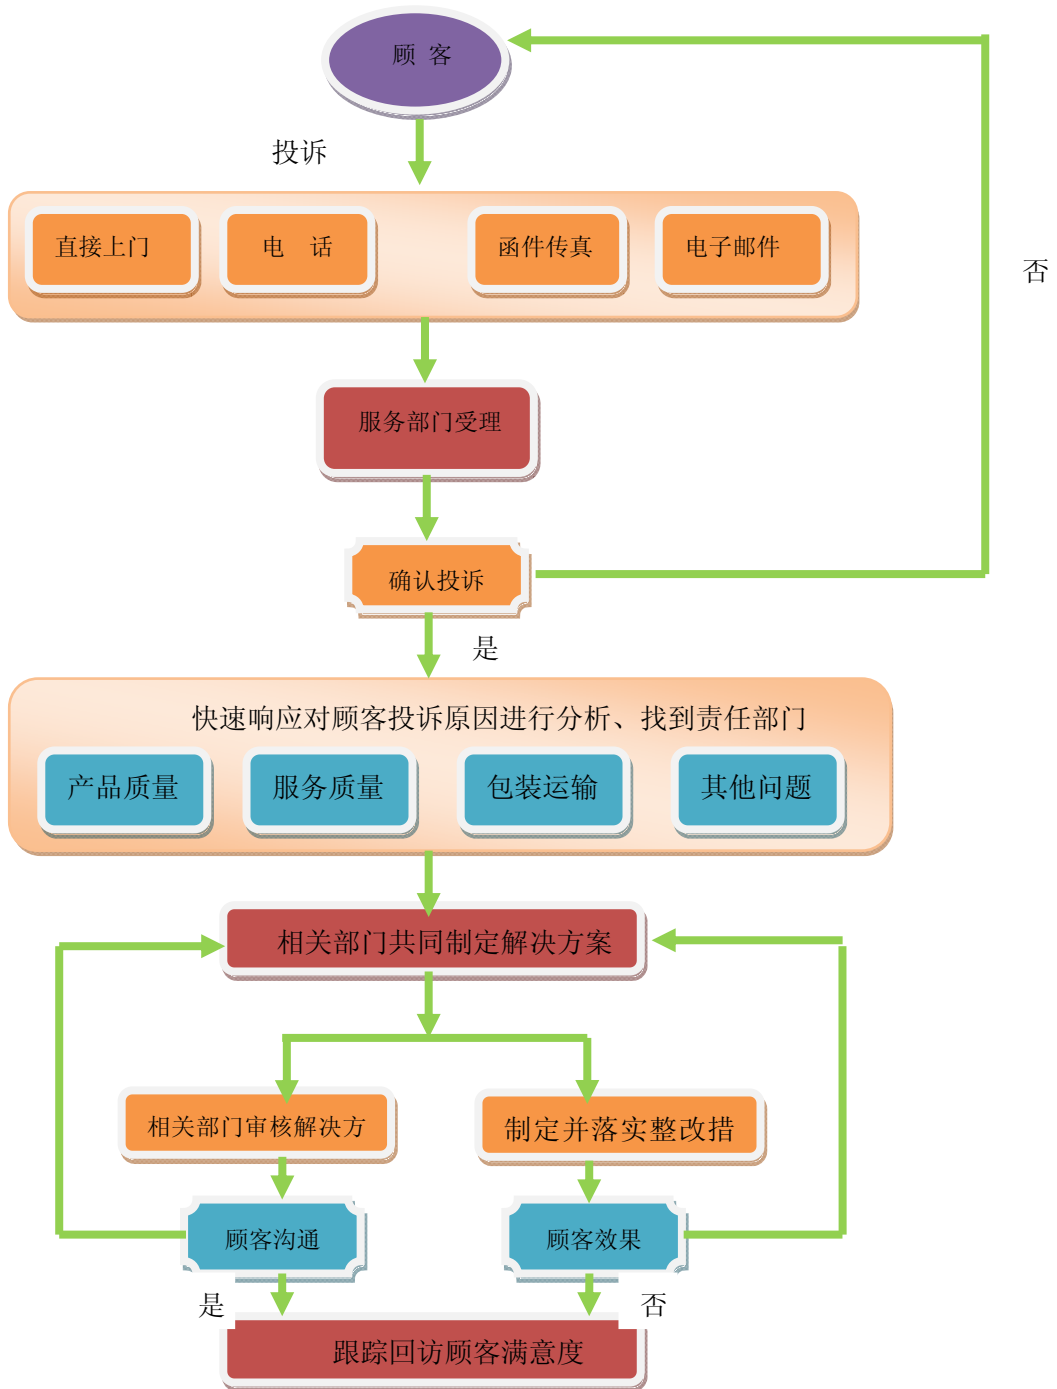 顾 客
投诉
直接上门
电 话
函件传真
电子邮件
否
服务部门受理
确认投诉
是
快速响应对顾客投诉原因进行分析、找到责任部门
产品质量
服务质量
包装运输
其他问题
相关部门共同制定解决方案
相关部门审核解决方
制定并落实整改措
顾客沟通
顾客效果
是
否
跟踪回访顾客满意度